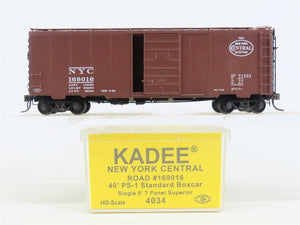 NYC
169016
NEW YORK
CENTRAL
SYSTEM
KADEE®
NEW YORK CENTRAL
ROAD #169016
40' PS-1 Standard Boxcar
Single 6' 7 Panel Superior
HO-Scale
4034